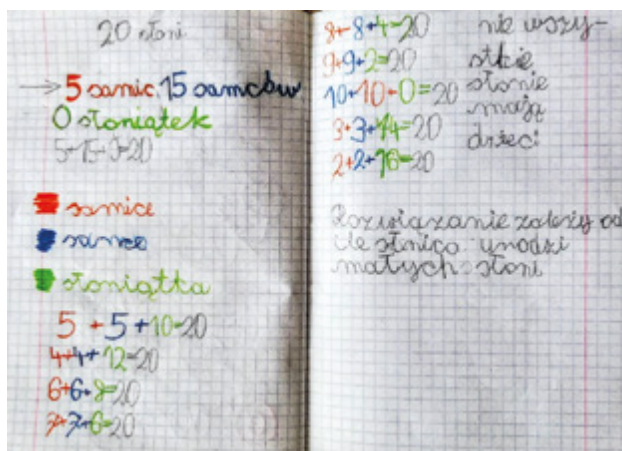 20 słoni
→ 5 samic, 15 samców
0 słoniątek
5+15+0=20
samice
samce
słoniątka
5 + 5 + 10=20
4+4+12=20
6+6+8=20
7+7+6=20
8+8+4=20
9+9+2=20
10+10+0=20
3+3+14=20
2+2+16=20
nie wszy-
stkie
słonie
mają
dzieci
Rozwiązanie zależy od
ile słnica urodzi
małych słoni